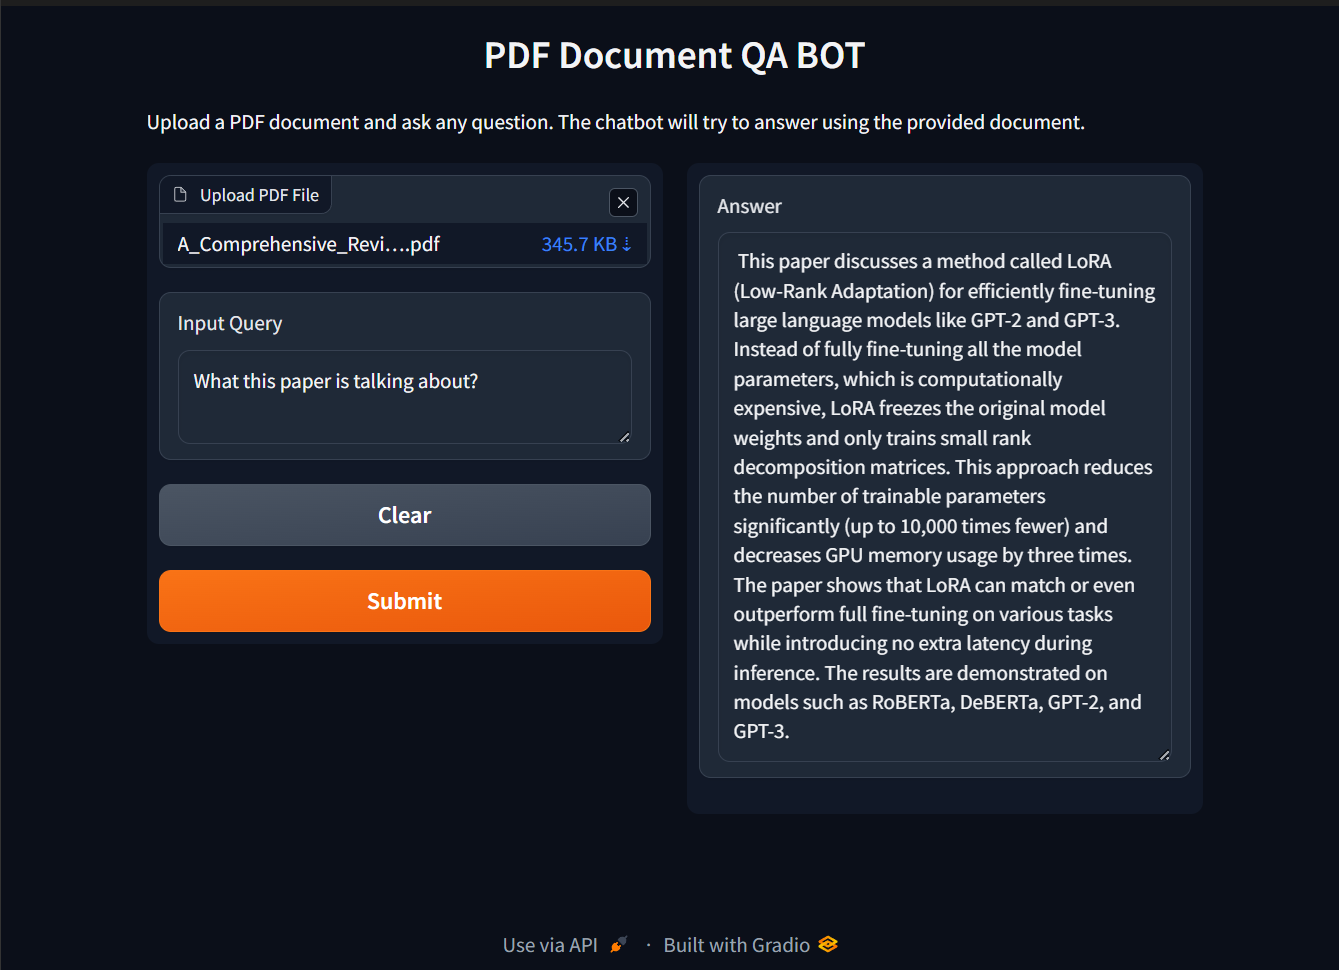 PDF Document QA BOT
Upload a PDF document and ask any question. The chatbot will try to answer using the provided document.
Upload PDF File
A_Comprehensive_Revi....pdf
345.7 KB ↓
Input Query
What this paper is talking about?
Clear
Submit
Answer
This paper discusses a method called LoRA
(Low-Rank Adaptation) for efficiently fine-tuning
large language models like GPT-2 and GPT-3.
Instead of fully fine-tuning all the model
parameters, which is computationally
expensive, LoRA freezes the original model
weights and only trains small rank
decomposition matrices. This approach reduces
the number of trainable parameters
significantly (up to 10,000 times fewer) and
decreases GPU memory usage by three times.
The paper shows that LoRA can match or even
outperform full fine-tuning on various tasks
while introducing no extra latency during
inference. The results are demonstrated on
models such as RoBERTa, DeBERTa, GPT-2, and
GPT-3.
Use via API · Built with Gradio